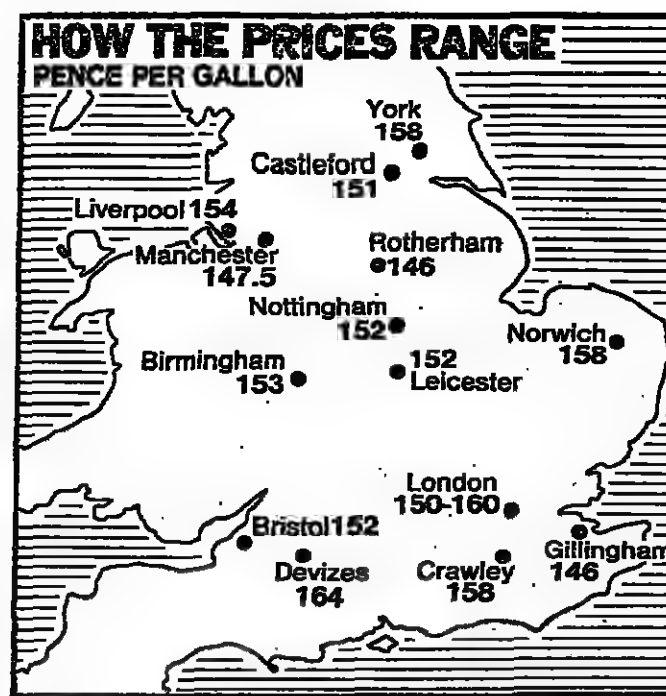 HOW THE PRICES RANGE
PENCE PER GALLON
York
158
Castleford
151
Liverpool 154
Manchester
147.5
Rotherham
146
Nottingham
152
Norwich
158
Birmingham
153
152
Leicester
London
150-160
Bristol 152
Devizes
164
Crawley
158
Gillingham
146